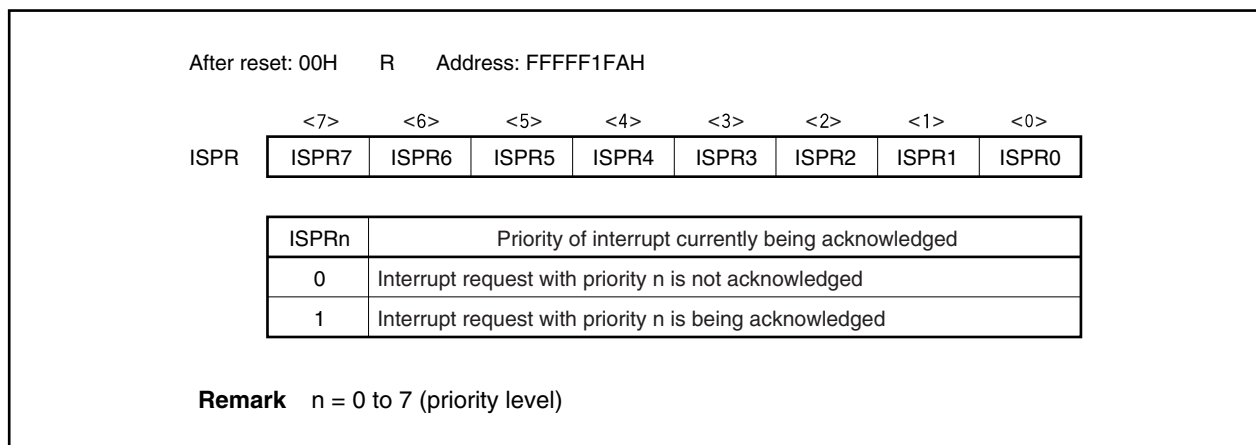 After reset: 00H R Address: FFFFF1FAH
<7> <6> <5> <4> <3> <2> <1> <0>
ISPR ISPR7 ISPR6 ISPR5 ISPR4 ISPR3 ISPR2 ISPR1 ISPR0
ISPRn Priority of interrupt currently being acknowledged
0 Interrupt request with priority n is not acknowledged
1 Interrupt request with priority n is being acknowledged
Remark n = 0 to 7 (priority level)